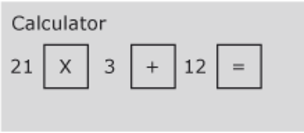 Calculator
21 X 3 + 12 =